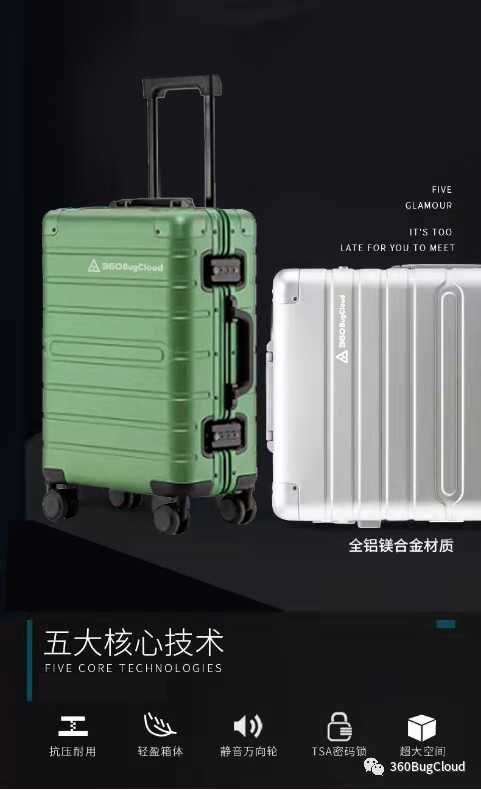 FIVE
GLAMOUR
IT'S TOO
LATE FOR YOU TO MEET
360BugCloud
360BugCloud
全铝镁合金材质
五大核心技术
FIVE CORE TECHNOLOGIES
抗压耐用
轻盈箱体
静音万向轮
TSA密码锁
超大空间
360BugCloud